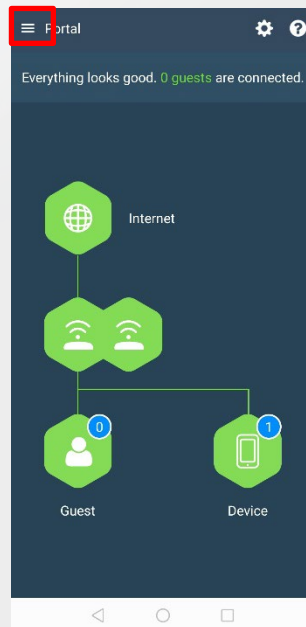 Portal
Everything looks good. 0 guests are connected.
Internet
0
1
Guest
Device